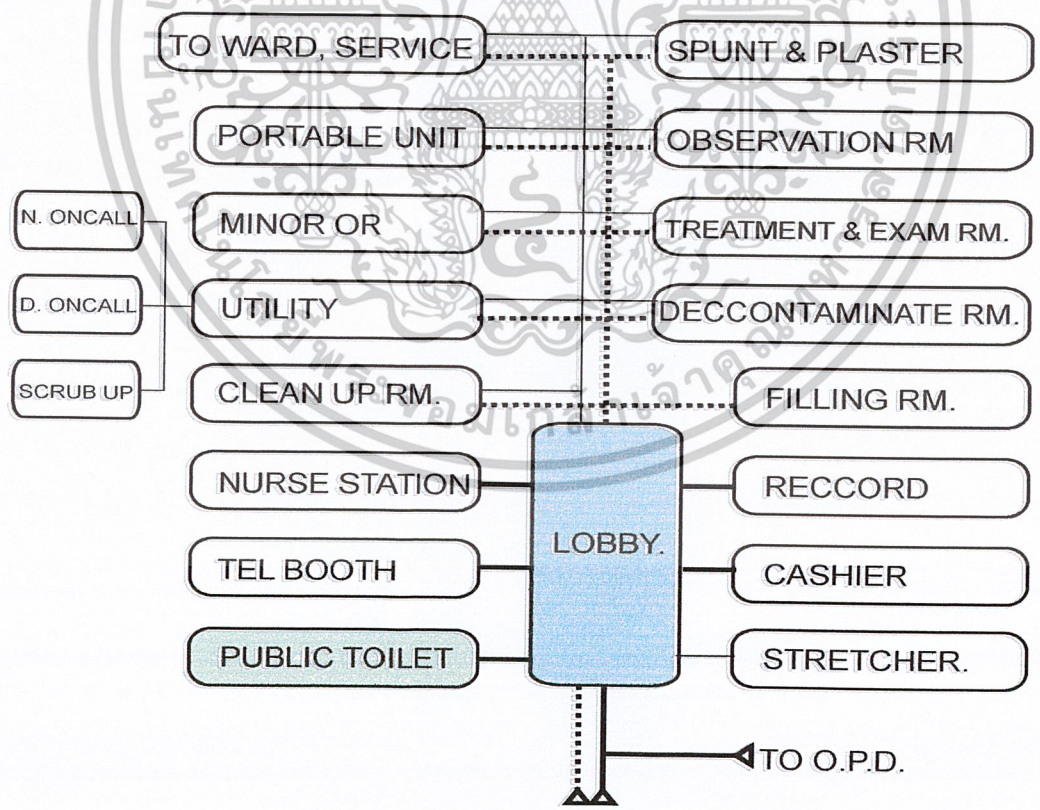 TO WARD, SERVICE
SPUNT & PLASTER
PORTABLE UNIT
OBSERVATION RM
N. ONCALL
MINOR OR
TREATMENT & EXAM RM.
D. ONCALL
UTILITY
DECCONTAMINATE RM.
SCRUB UP
CLEAN UP RM.
FILLING RM.
NURSE STATION
LOBBY.
RECCORD
TEL BOOTH
CASHIER
PUBLIC TOILET
STRETCHER.
TO O.P.D.